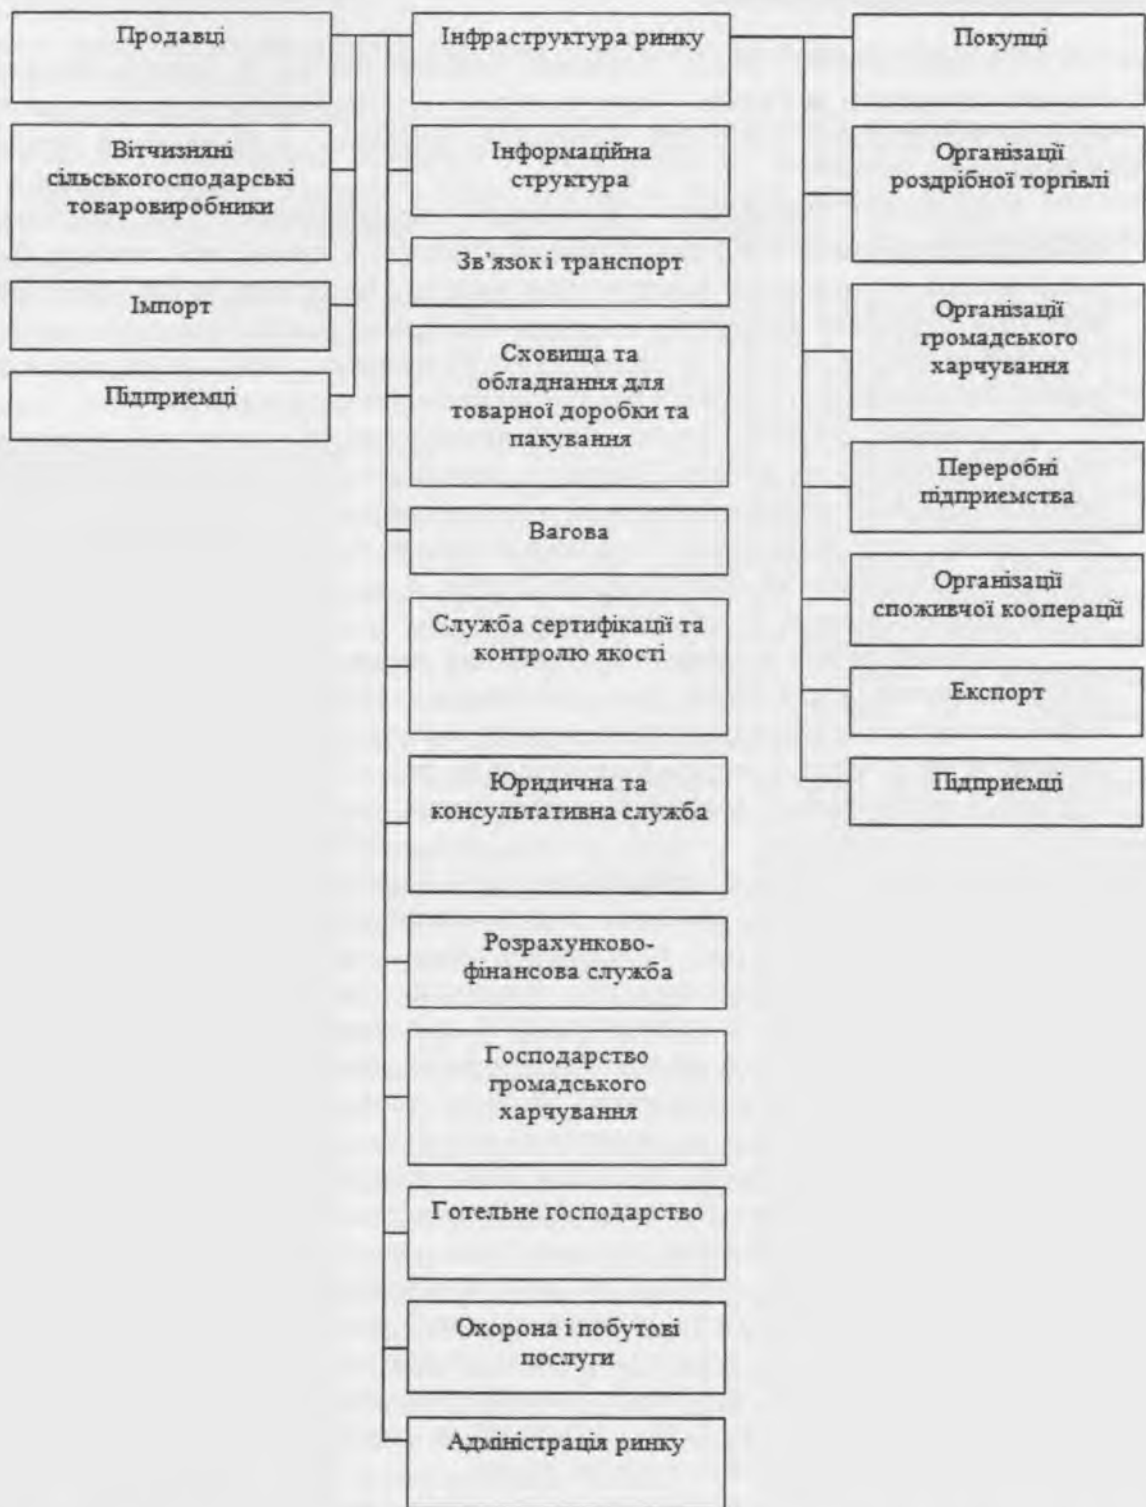 Продавці
Вітчизняні
сільськогосподарські
товаровиробники
Імпорт
Підприємці
Інфраструктура ринку
Інформаційна
структура
Зв’язок і транспорт
Сховища та
обладнання для
товарної доробки та
пакування
Вагова
Служба сертифікації та
контролю якості
Юридична та
консультативна служба
Розрахунково-
фінансова служба
Господарство
громадського
харчування
Готельне господарство
Охорона і побутові
послуги
Адміністрація ринку
Покупці
Організації
роздрібної торгівлі
Організації
громадського
харчування
Переробні
підприємства
Організації
споживчої кооперації
Експорт
Підприємці